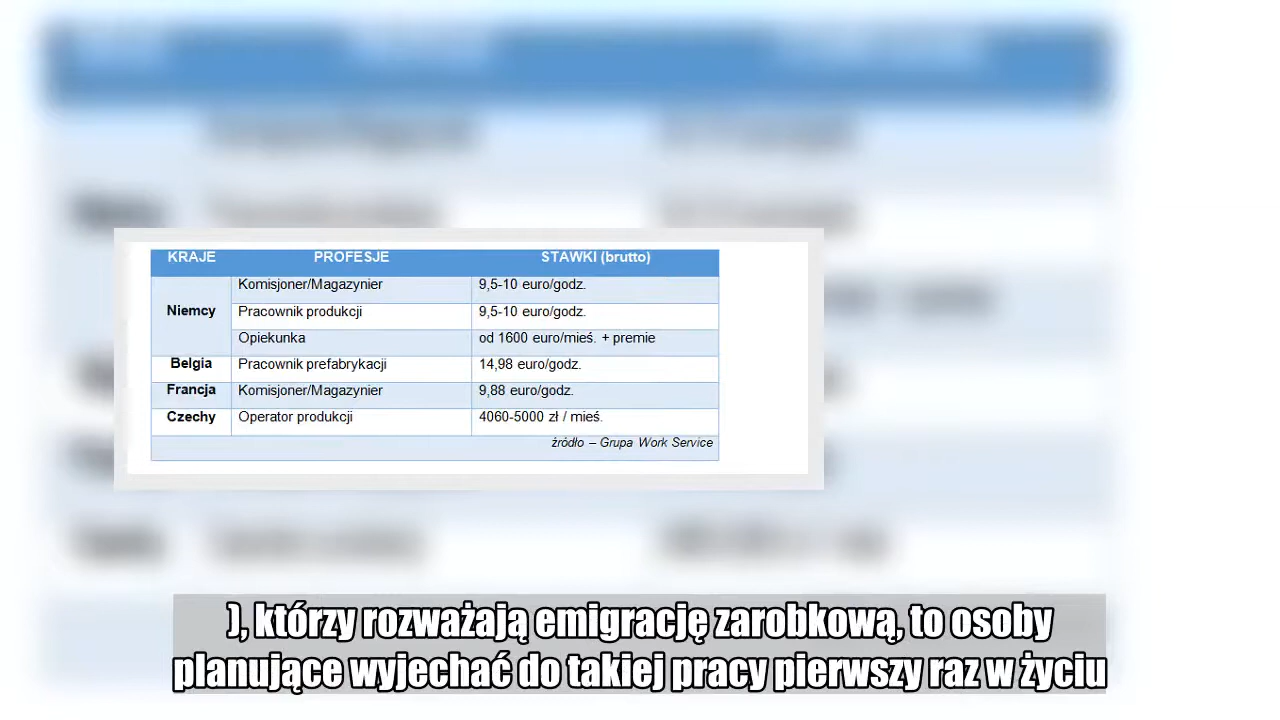 KRAJE PROFESJE STAWKI (brutto)
Komisjoner/Magazynier 9,5-10 euro/godz.
Niemcy Pracownik produkcji 9,5-10 euro/godz.
Opiekunka od 1600 euro/mieś. + premie
Belgia Pracownik prefabrykacji 14,98 euro/godz.
Francja Komisjoner/Magazynier 9,88 euro/godz.
Czechy Operator produkcji 4060-5000 zł / mieś.
źródło – Grupa Work Service
), którzy rozważają emigrację zarobkową, to osoby
planujące wyjechać do takiej pracy pierwszy raz w życiu